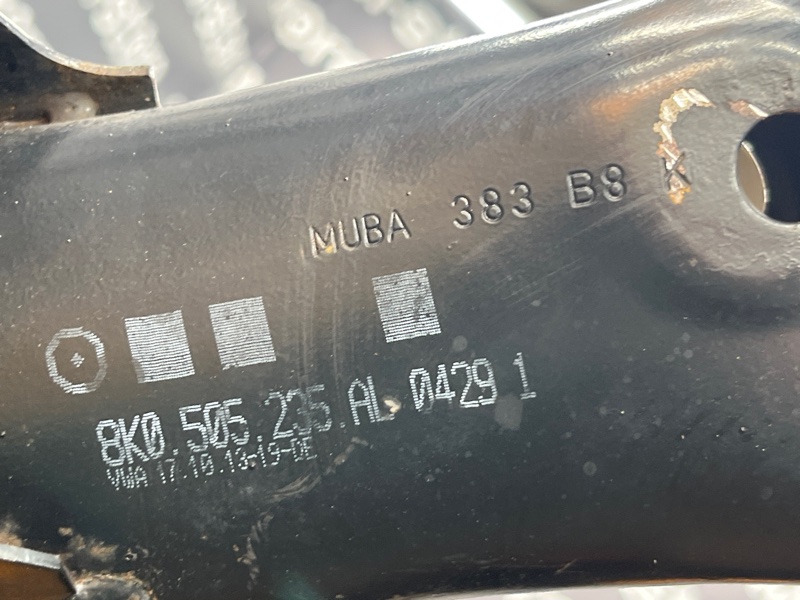 MUBA 383 B8 K
8K0.505.235.AL 0429 1
VWA 17.10.13-19-DE